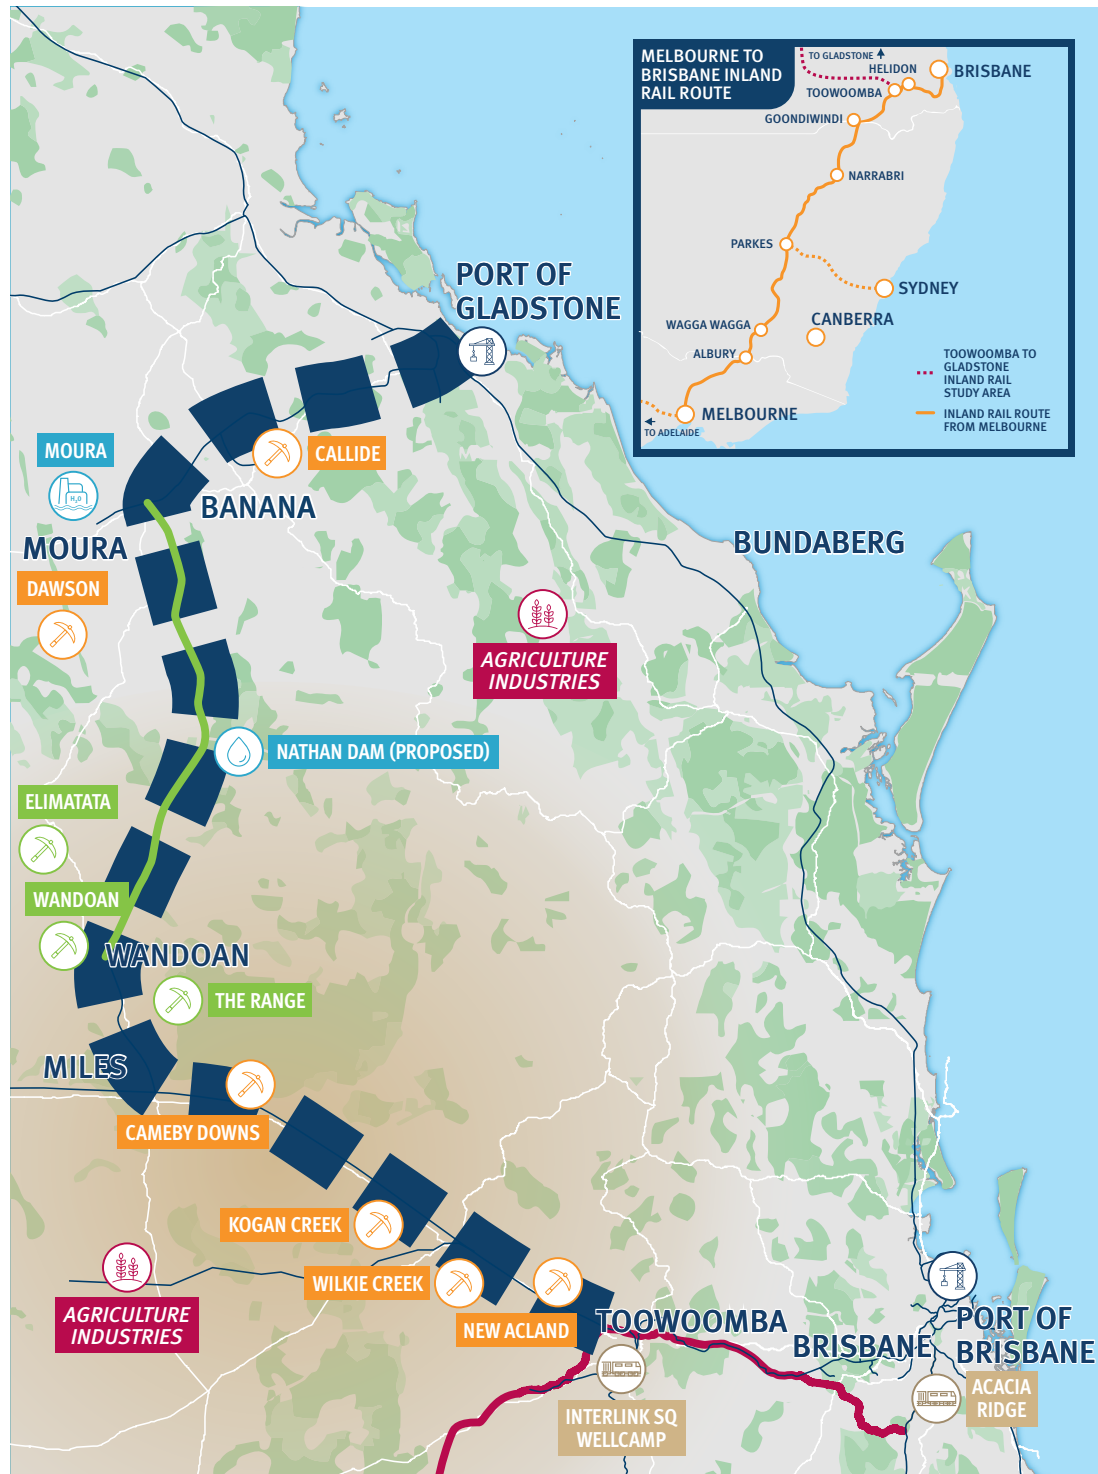 MELBOURNE TO
BRISBANE INLAND
RAIL ROUTE
TO GLADSTONE
HELIDON
BRISBANE
TOOWOOMBA
GOONDIWINDI
NARRABRI
PARKES
SYDNEY
CANBERRA
WAGGA WAGGA
ALBURY
MELBOURNE
TO ADELAIDE
TOOWOOMBA TO
GLADSTONE
INLAND RAIL
STUDY AREA
INLAND RAIL ROUTE
FROM MELBOURNE
PORT OF
GLADSTONE
MOURA
H₂O
CALLIDE
BANANA
MOURA
DAWSON
BUNDABERG
AGRICULTURE
INDUSTRIES
NATHAN DAM (PROPOSED)
ELIMATATA
WANDOAN
WANDOAN
THE RANGE
MILES
CAMEBY DOWNS
KOGAN CREEK
WILKIE CREEK
NEW ACLAND
AGRICULTURE
INDUSTRIES
TOOWOOMBA
BRISBANE
PORT OF
BRISBANE
ACACIA
RIDGE
INTERLINK SQ
WELLCAMP